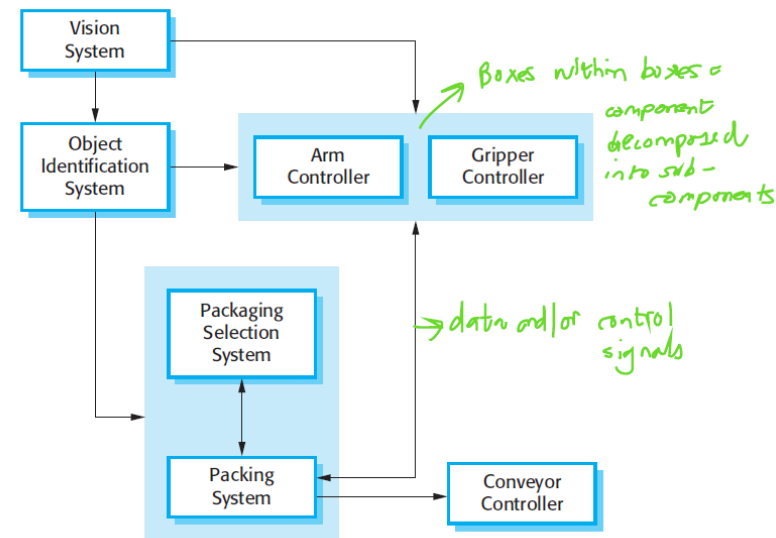 Vision
System
Object
Identification
System
Arm
Controller
Gripper
Controller
Boxes within boxes =
component
decomposed
into sub-
components
Packaging
Selection
System
data and/or control
signals
Packing
System
Conveyor
Controller